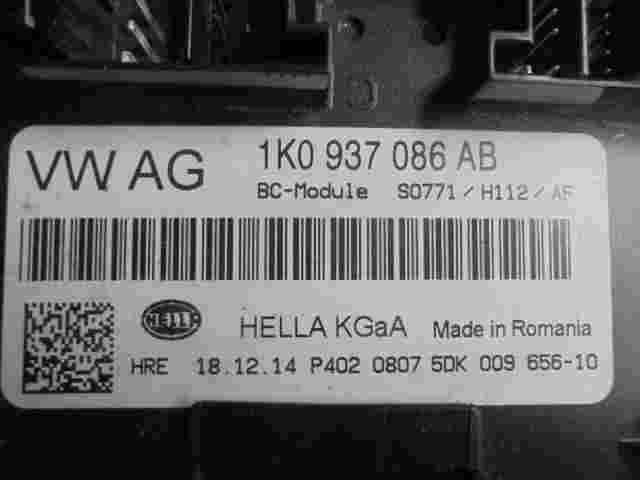 VW AG 1K0 937 086 AB
BC-Module S0771/H112/AF
HELLA
HELLA KGaA Made in Romania
HRE 18.12.14 P402 0807 5DK 009 656-10